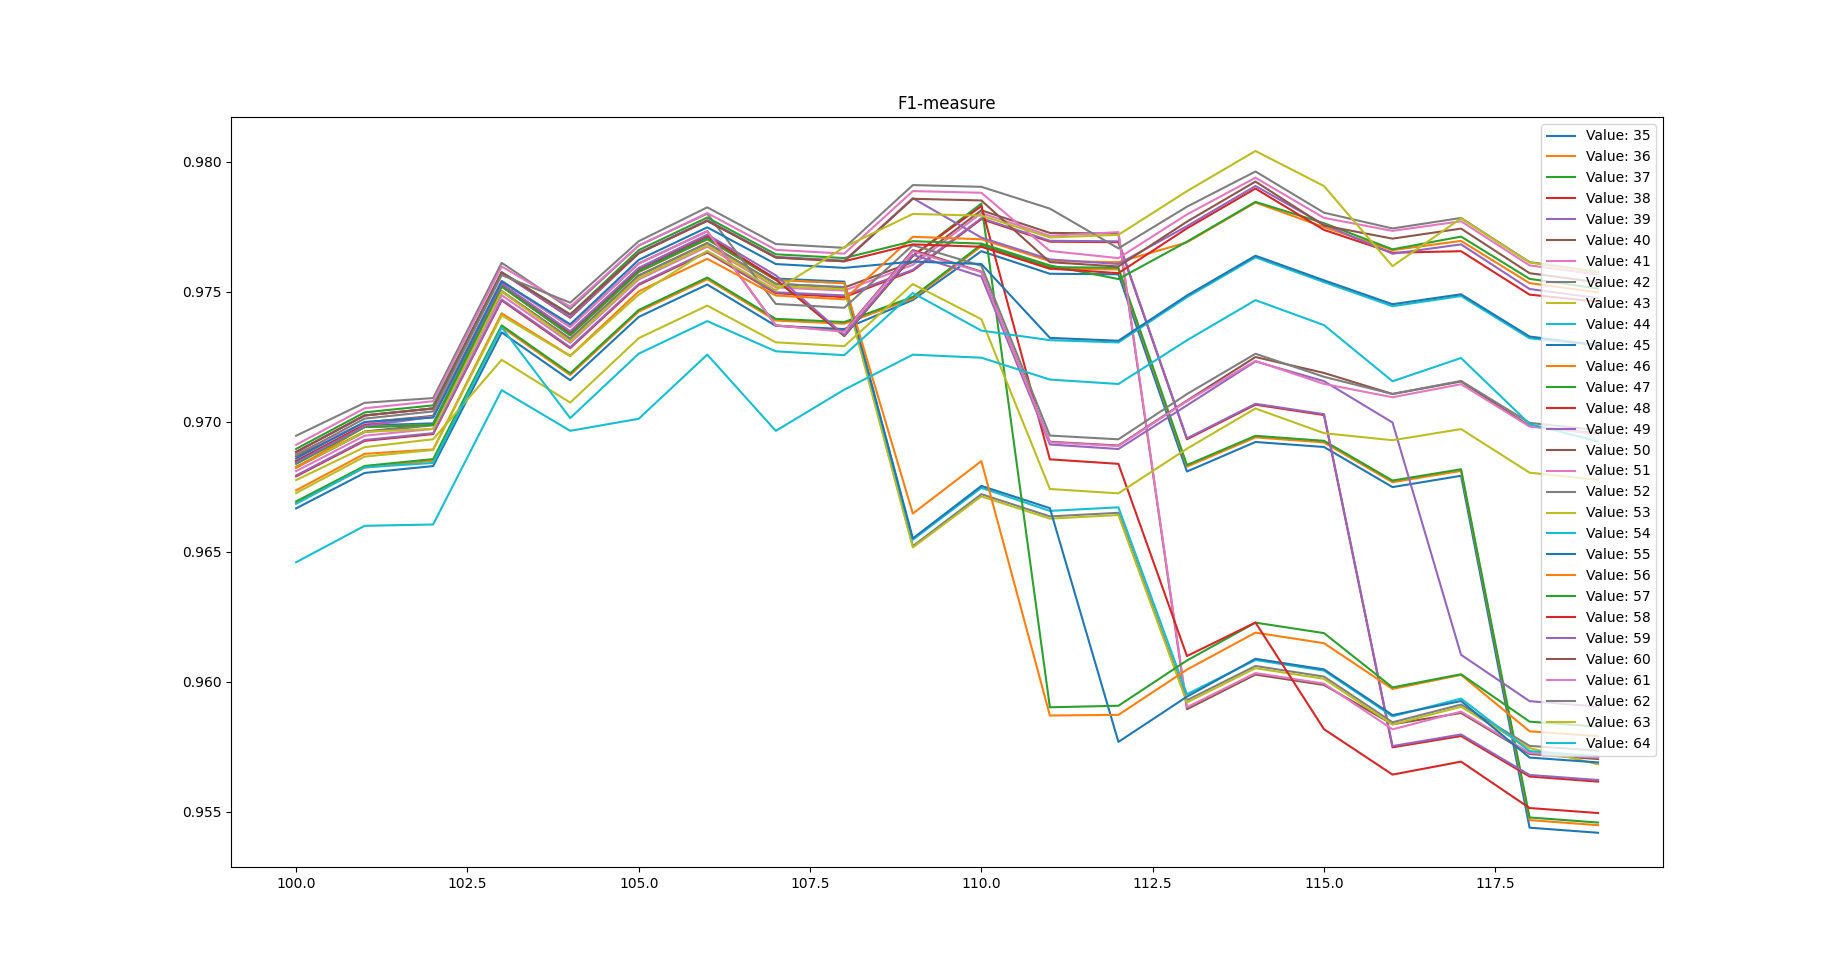 F1-measure
0.980
0.975
0.970
0.965
0.960
0.955
100.0 102.5 105.0 107.5 110.0 112.5 115.0 117.5
Value: 35
Value: 36
Value: 37
Value: 38
Value: 39
Value: 40
Value: 41
Value: 42
Value: 43
Value: 44
Value: 45
Value: 46
Value: 47
Value: 48
Value: 49
Value: 50
Value: 51
Value: 52
Value: 53
Value: 54
Value: 55
Value: 56
Value: 57
Value: 58
Value: 59
Value: 60
Value: 61
Value: 62
Value: 63
Value: 64